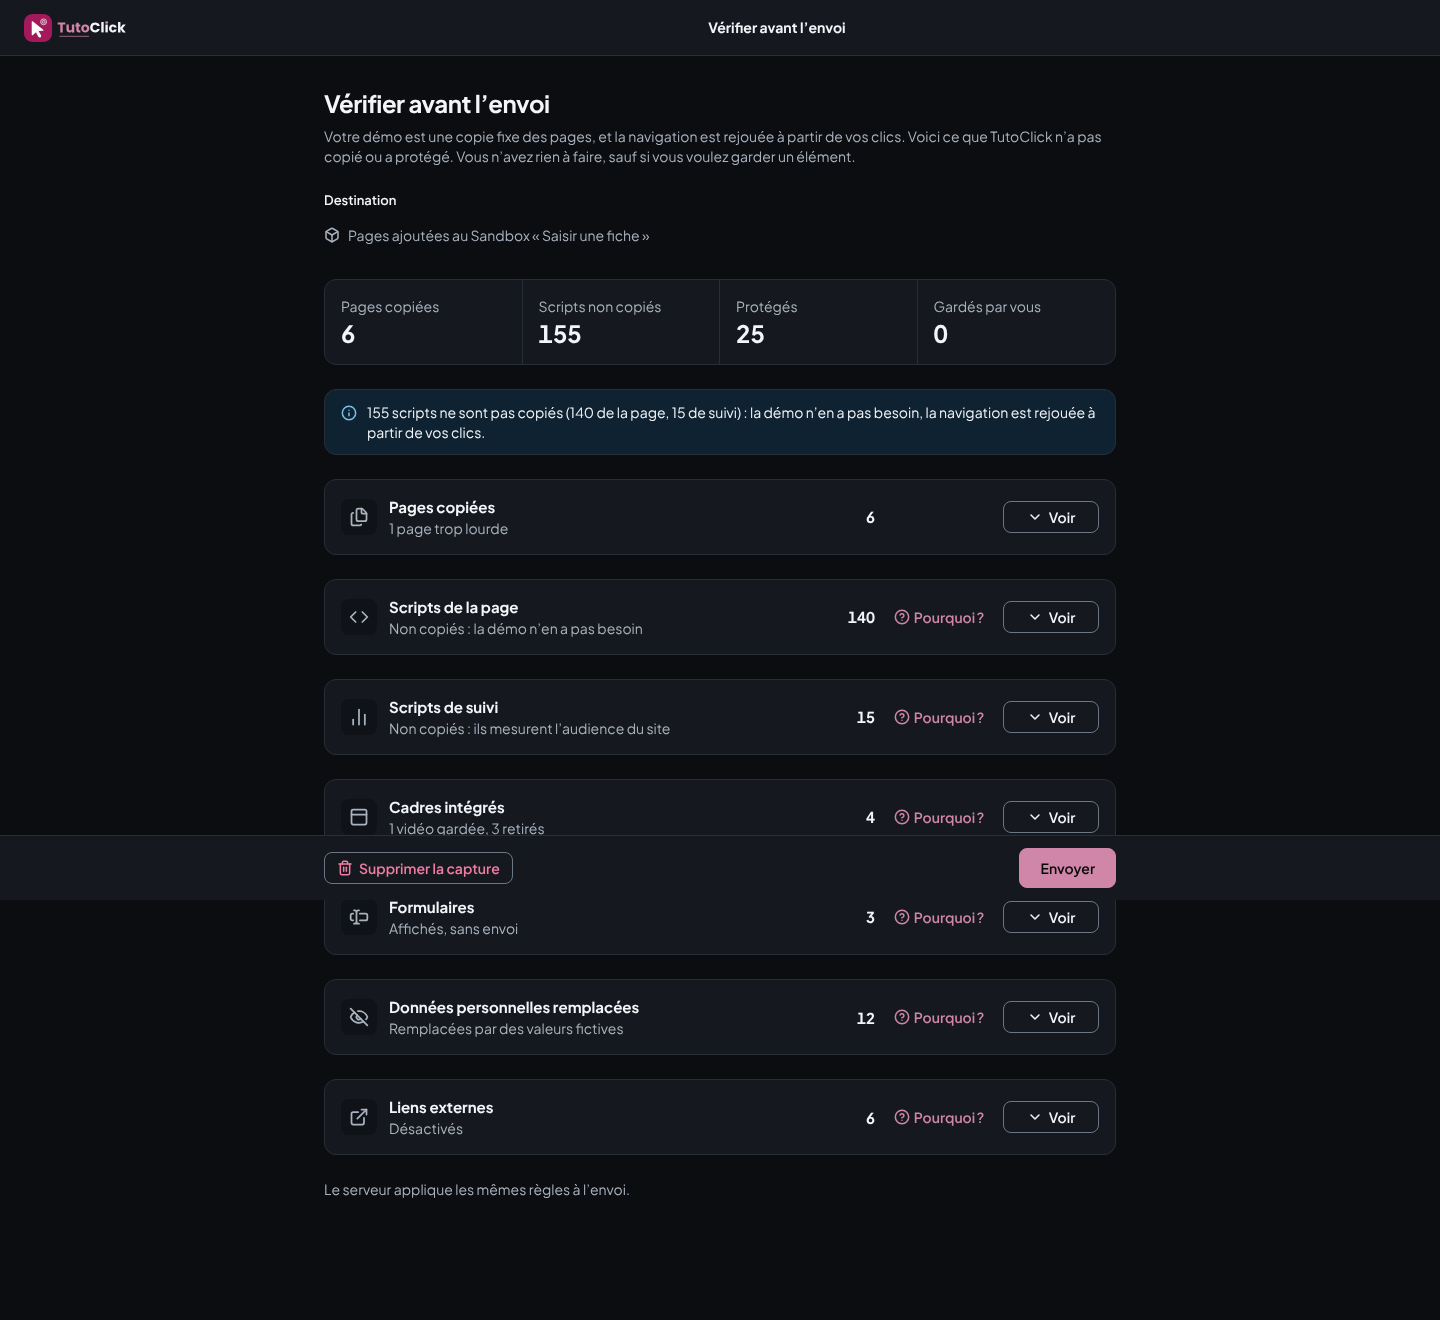 TutoClick
Vérifier avant l’envoi
Vérifier avant l’envoi
Votre démo est une copie fixe des pages, et la navigation est rejouée à partir de vos clics. Voici ce que TutoClick n’a pas
copié ou a protégé. Vous n’avez rien à faire, sauf si vous voulez garder un élément.
Destination
Pages ajoutées au Sandbox « Saisir une fiche »
Pages copiées
6
Scripts non copiés
155
Protégés
25
Gardés par vous
0
155 scripts ne sont pas copiés (140 de la page, 15 de suivi) : la démo n’en a pas besoin, la navigation est rejouée à
partir de vos clics.
Pages copiées
1 page trop lourde
6
Voir
Scripts de la page
Non copiés : la démo n’en a pas besoin
140
Pourquoi ?
Voir
Scripts de suivi
Non copiés : ils mesurent l’audience du site
15
Pourquoi ?
Voir
Cadres intégrés
1 vidéo gardée, 3 retirés
4
Pourquoi ?
Voir
Supprimer la capture
Envoyer
Formulaires
Affichés, sans envoi
3
Pourquoi ?
Voir
Données personnelles remplacées
Remplacées par des valeurs fictives
12
Pourquoi ?
Voir
Liens externes
Désactivés
6
Pourquoi ?
Voir
Le serveur applique les mêmes règles à l’envoi.